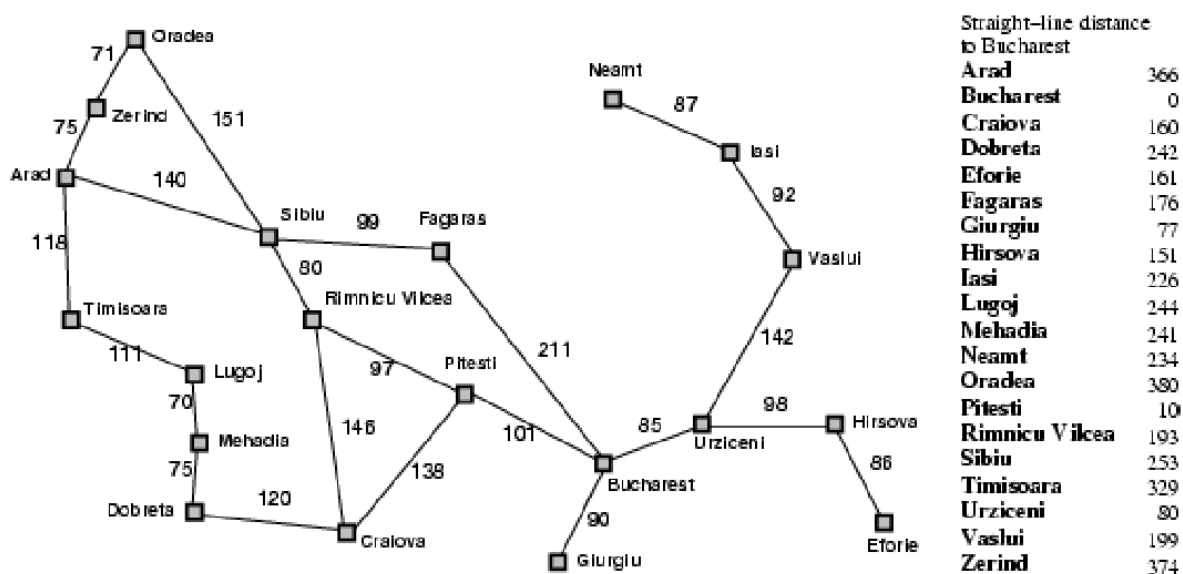 Oradea
71
Neamt
87
Zerind
151
75
Iasi
Arad
140
92
Sibiu
99
Fagaras
118
80
Vaslui
Timisoara
Rimnicu Vilcea
142
111
211
Lugoj
97
Pitesti
70
98
Hirsova
146
85
Mehadia
101
Urziceni
86
75
138
Bucharest
Dobreta
120
90
Craiova
Eforie
Giurgiu
Straight-line distance
to Bucharest
Arad 366
Bucharest 0
Craiova 160
Dobreta 242
Eforie 161
Fagaras 176
Giurgiu 77
Hirsova 151
Iasi 226
Lugoj 244
Mehadia 241
Neamt 234
Oradea 380
Pitesti 10
Rimnicu Vilcea 193
Sibiu 253
Timisoara 329
Urziceni 80
Vaslui 199
Zerind 374